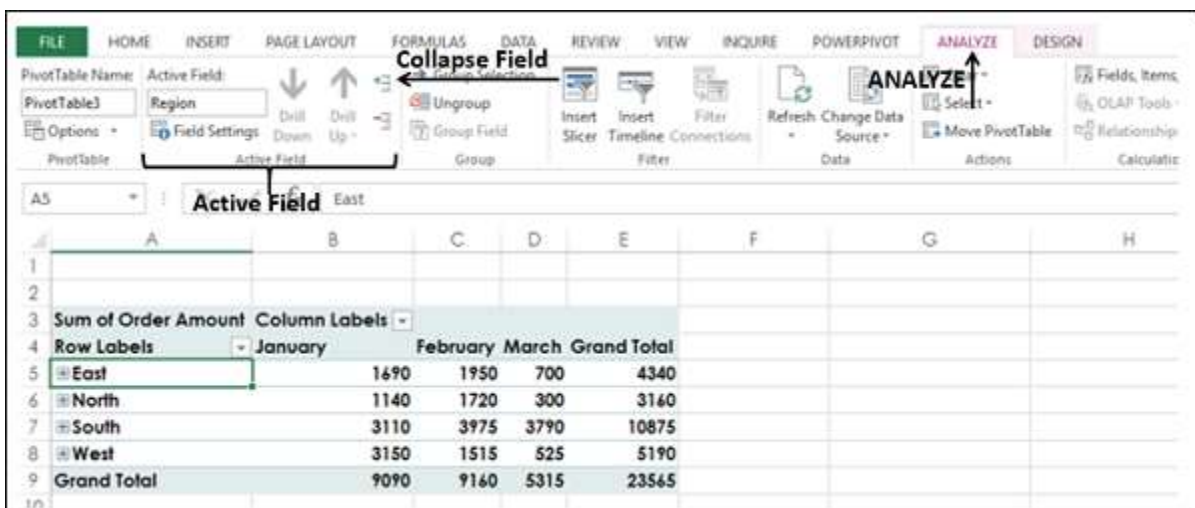 FILE HOME INSERT PAGE LAYOUT FORMULAS DATA REVIEW VIEW INQUIRE POWERPIVOT ANALYZE DESIGN
Collapse Field
ANALYZE
PivotTable Name:
PivotTable3
Options
PivotTable
Active Field:
Region
Field Settings
Drill Down
Drill Up
Active Field
Group Selection
Ungroup
Group Field
Group
Insert Slicer
Insert Timeline
Filter Connections
Filter
Refresh
Change Data Source
Data
Select
Move PivotTable
Actions
Fields, Items,
OLAP Tools
Relationship
Calculatio
Active Field
A5 East
A B C D E F G H
1
2
3 Sum of Order Amount Column Labels
4 Row Labels January February March Grand Total
5 East 1690 1950 700 4340
6 North 1140 1720 300 3160
7 South 3110 3975 3790 10875
8 West 3150 1515 525 5190
9 Grand Total 9090 9160 5315 23565
10